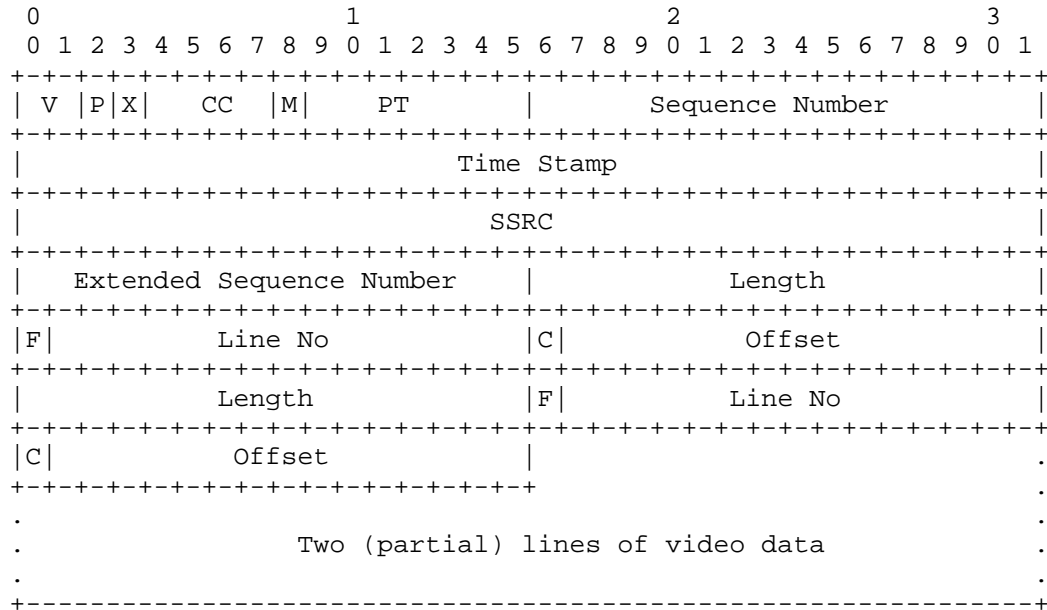 0                   1                   2                   3
0 1 2 3 4 5 6 7 8 9 0 1 2 3 4 5 6 7 8 9 0 1 2 3 4 5 6 7 8 9 0 1
+-+-+-+-+-+-+-+-+-+-+-+-+-+-+-+-+-+-+-+-+-+-+-+-+-+-+-+-+-+-+-+-+
| V |P|X|   CC  |M|    PT       |       Sequence Number         |
+-+-+-+-+-+-+-+-+-+-+-+-+-+-+-+-+-+-+-+-+-+-+-+-+-+-+-+-+-+-+-+-+
|                           Time Stamp                          |
+-+-+-+-+-+-+-+-+-+-+-+-+-+-+-+-+-+-+-+-+-+-+-+-+-+-+-+-+-+-+-+-+
|                             SSRC                              |
+-+-+-+-+-+-+-+-+-+-+-+-+-+-+-+-+-+-+-+-+-+-+-+-+-+-+-+-+-+-+-+-+
|   Extended Sequence Number    |            Length             |
+-+-+-+-+-+-+-+-+-+-+-+-+-+-+-+-+-+-+-+-+-+-+-+-+-+-+-+-+-+-+-+-+
|F|          Line No            |C|           Offset            |
+-+-+-+-+-+-+-+-+-+-+-+-+-+-+-+-+-+-+-+-+-+-+-+-+-+-+-+-+-+-+-+-+
|            Length             |F|          Line No            |
+-+-+-+-+-+-+-+-+-+-+-+-+-+-+-+-+-+-+-+-+-+-+-+-+-+-+-+-+-+-+-+-+
|C|           Offset            |                               .
+-+-+-+-+-+-+-+-+-+-+-+-+-+-+-+-+                               .
.                                                               .
.                 Two (partial) lines of video data             .
.                                                               .
+---------------------------------------------------------------+